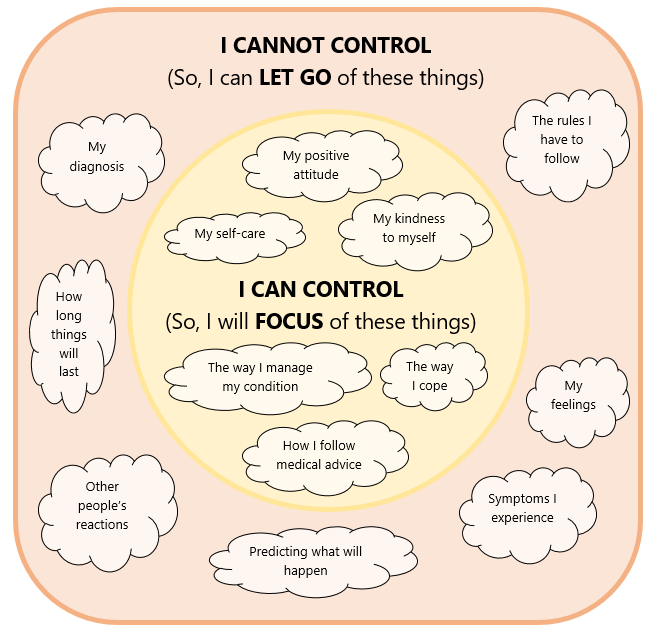 I CANNOT CONTROL
(So, I can LET GO of these things)
My
diagnosis
The rules I
have to
follow
My positive
attitude
My self-care
My kindness
to myself
How
long
things
will
last
I CAN CONTROL
(So, I will FOCUS of these things)
The way I manage
my condition
The way
I cope
My
feelings
How I follow
medical advice
Other
people’s
reactions
Symptoms I
experience
Predicting what will
happen